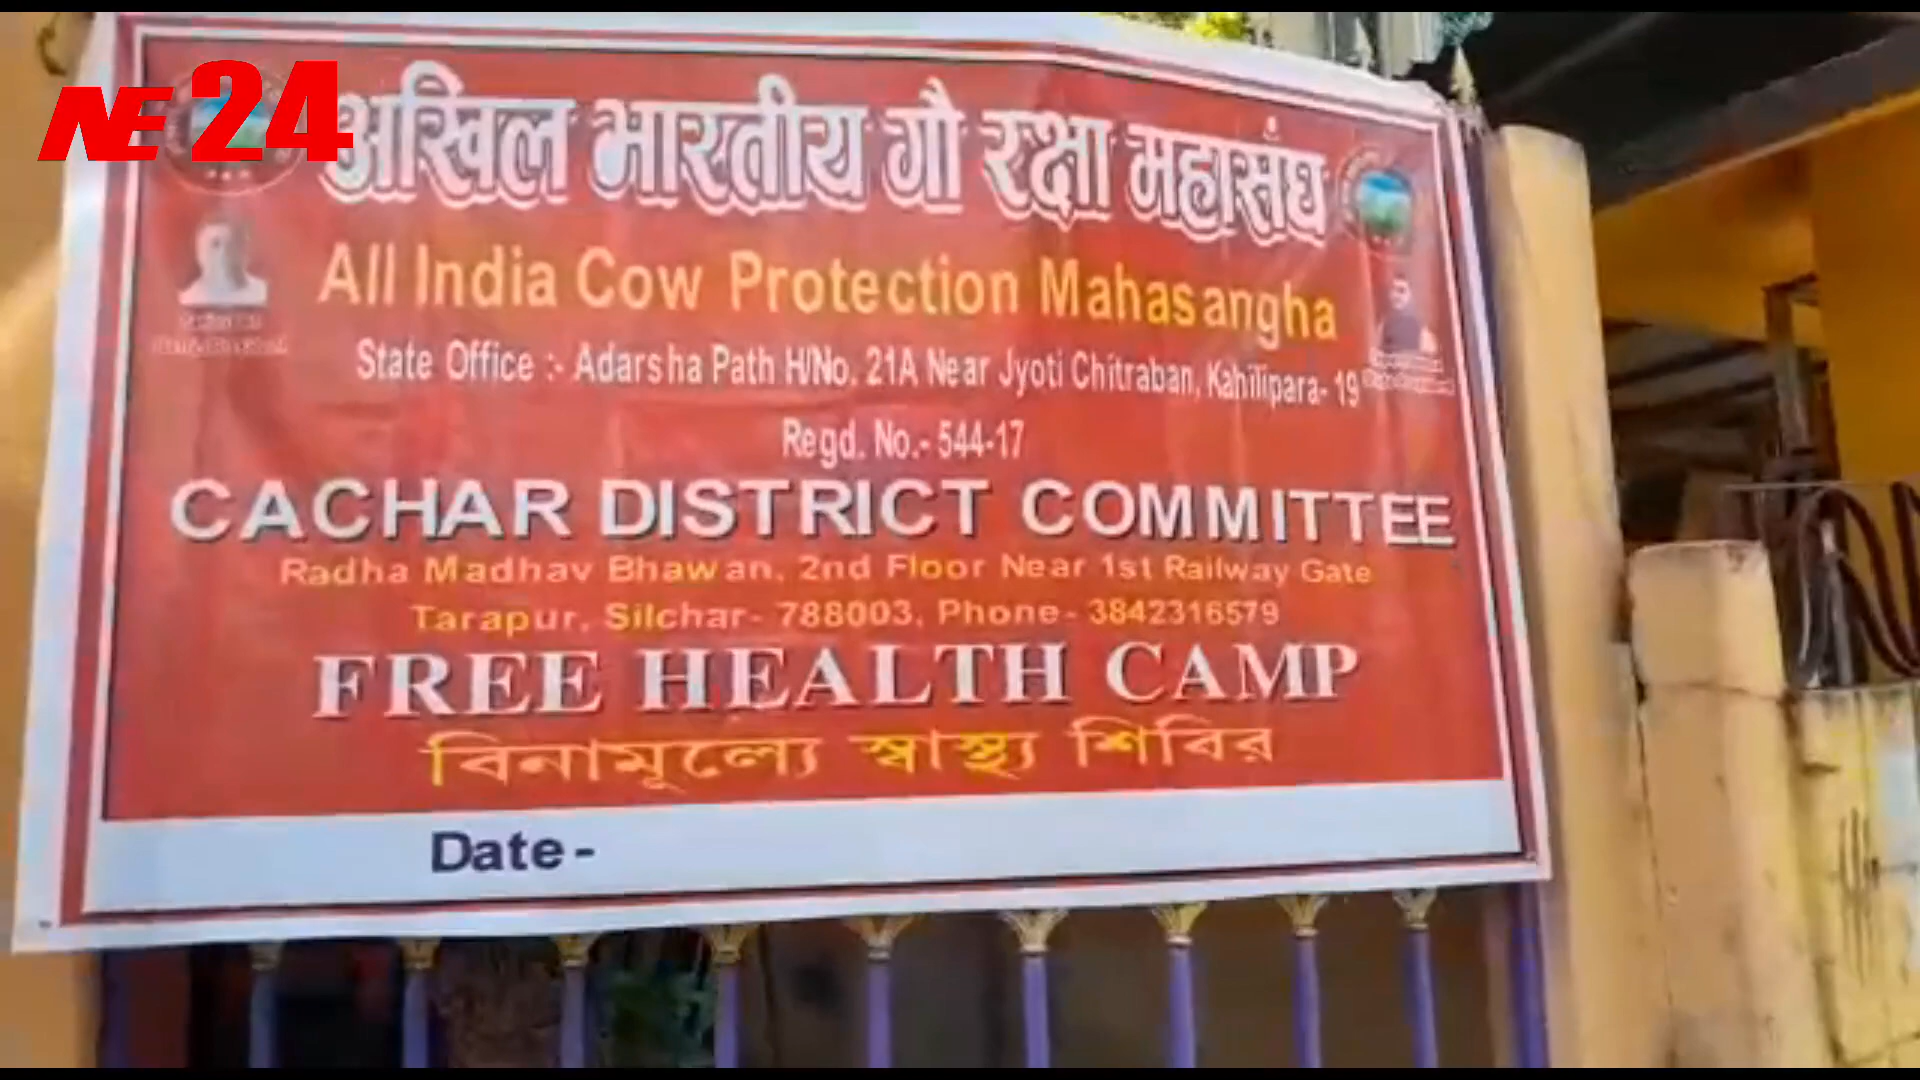 NE 24
अखिल भारतीय गौ रक्षा महासंघ
All India Cow Protection Mahasangha
State Office :- Adarsha Path H/No. 21A Near Jyoti Chitraban, Kahilipara- 19
Regd. No.- 544-17
CACHAR DISTRICT COMMITTEE
Radha Madhav Bhawan, 2nd Floor Near 1st Railway Gate
Tarapur, Silchar- 788003, Phone- 3842316579
FREE HEALTH CAMP
বিনামূল্যে স্বাস্থ্য শিবির
Date-